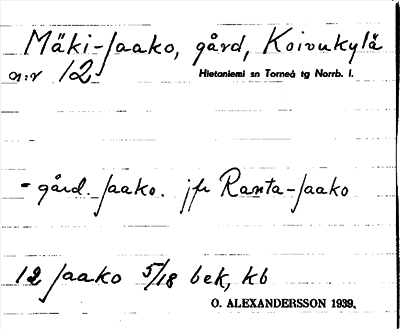 Mäki-Jaako, gård, Koivukylä
n:r 12
Hietaniemi sn Torneå tg Norrb. l.
- gård. Jaako. jfr Ranta-Jaako
12 Jaako 5/18 bek, kb
O. ALEXANDERSSON 1939.